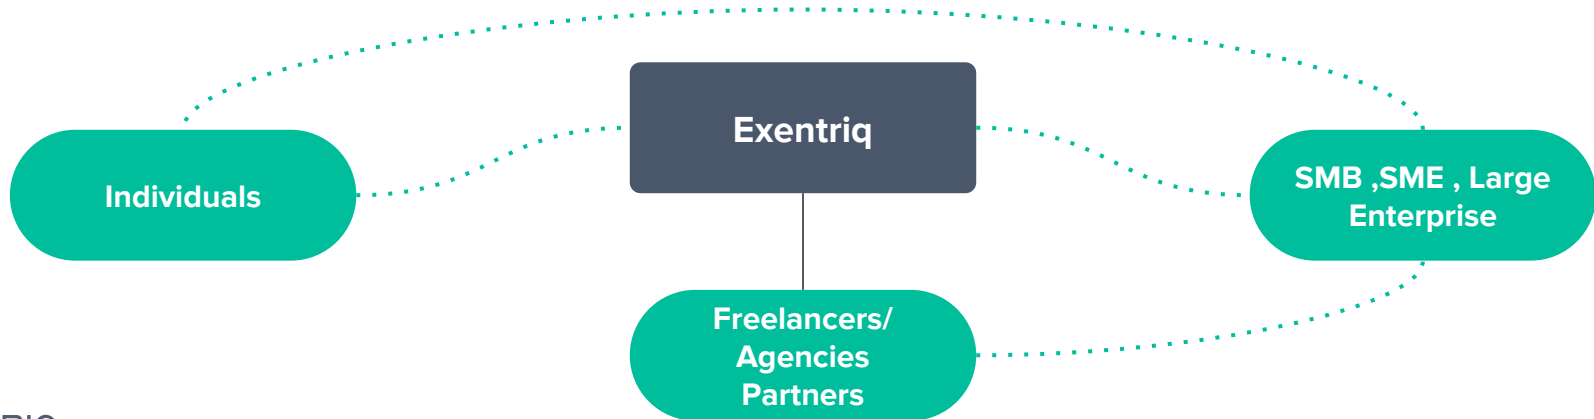 Exentriq
Individuals
SMB ,SME , Large
Enterprise
Freelancers/
Agencies
Partners